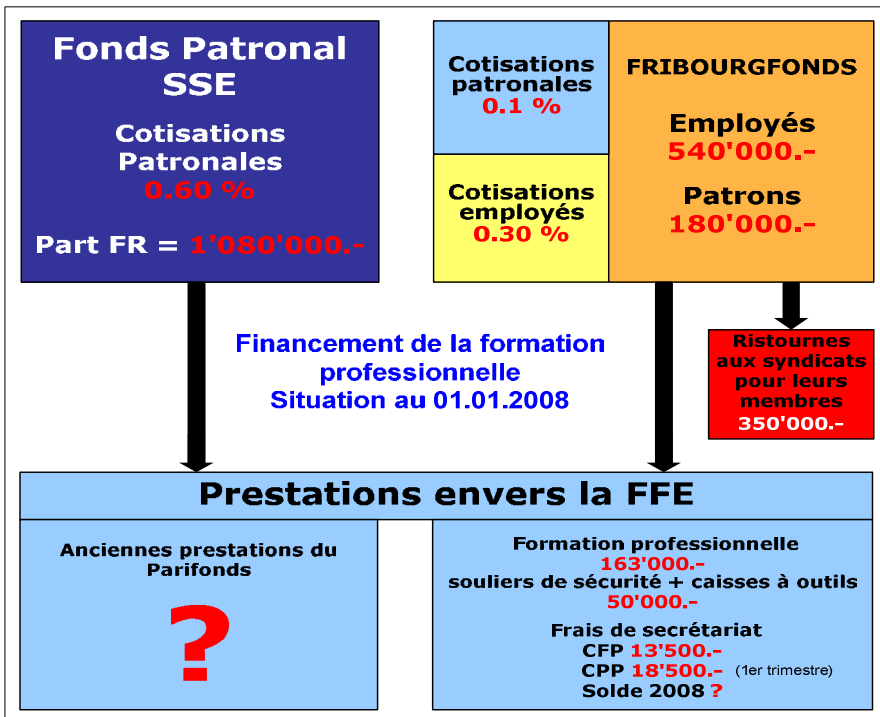 Fonds Patronal
SSE
Cotisations
Patronales
0.60 %
Part FR = 1'080'000.-
Cotisations
patronales
0.1 %
Cotisations
employés
0.30 %
FRIBOURGFONDS
Employés
540'000.-
Patrons
180'000.-
Financement de la formation
professionnelle
Situation au 01.01.2008
Ristournes
aux syndicats
pour leurs
membres
350'000.-
Prestations envers la FFE
Anciennes prestations du
Parifonds
?
Formation professionnelle
163'000.-
souliers de sécurité + caisses à outils
50'000.-
Frais de secrétariat
CFP 13'500.-
CPP 18'500.- (1er trimestre)
Solde 2008 ?